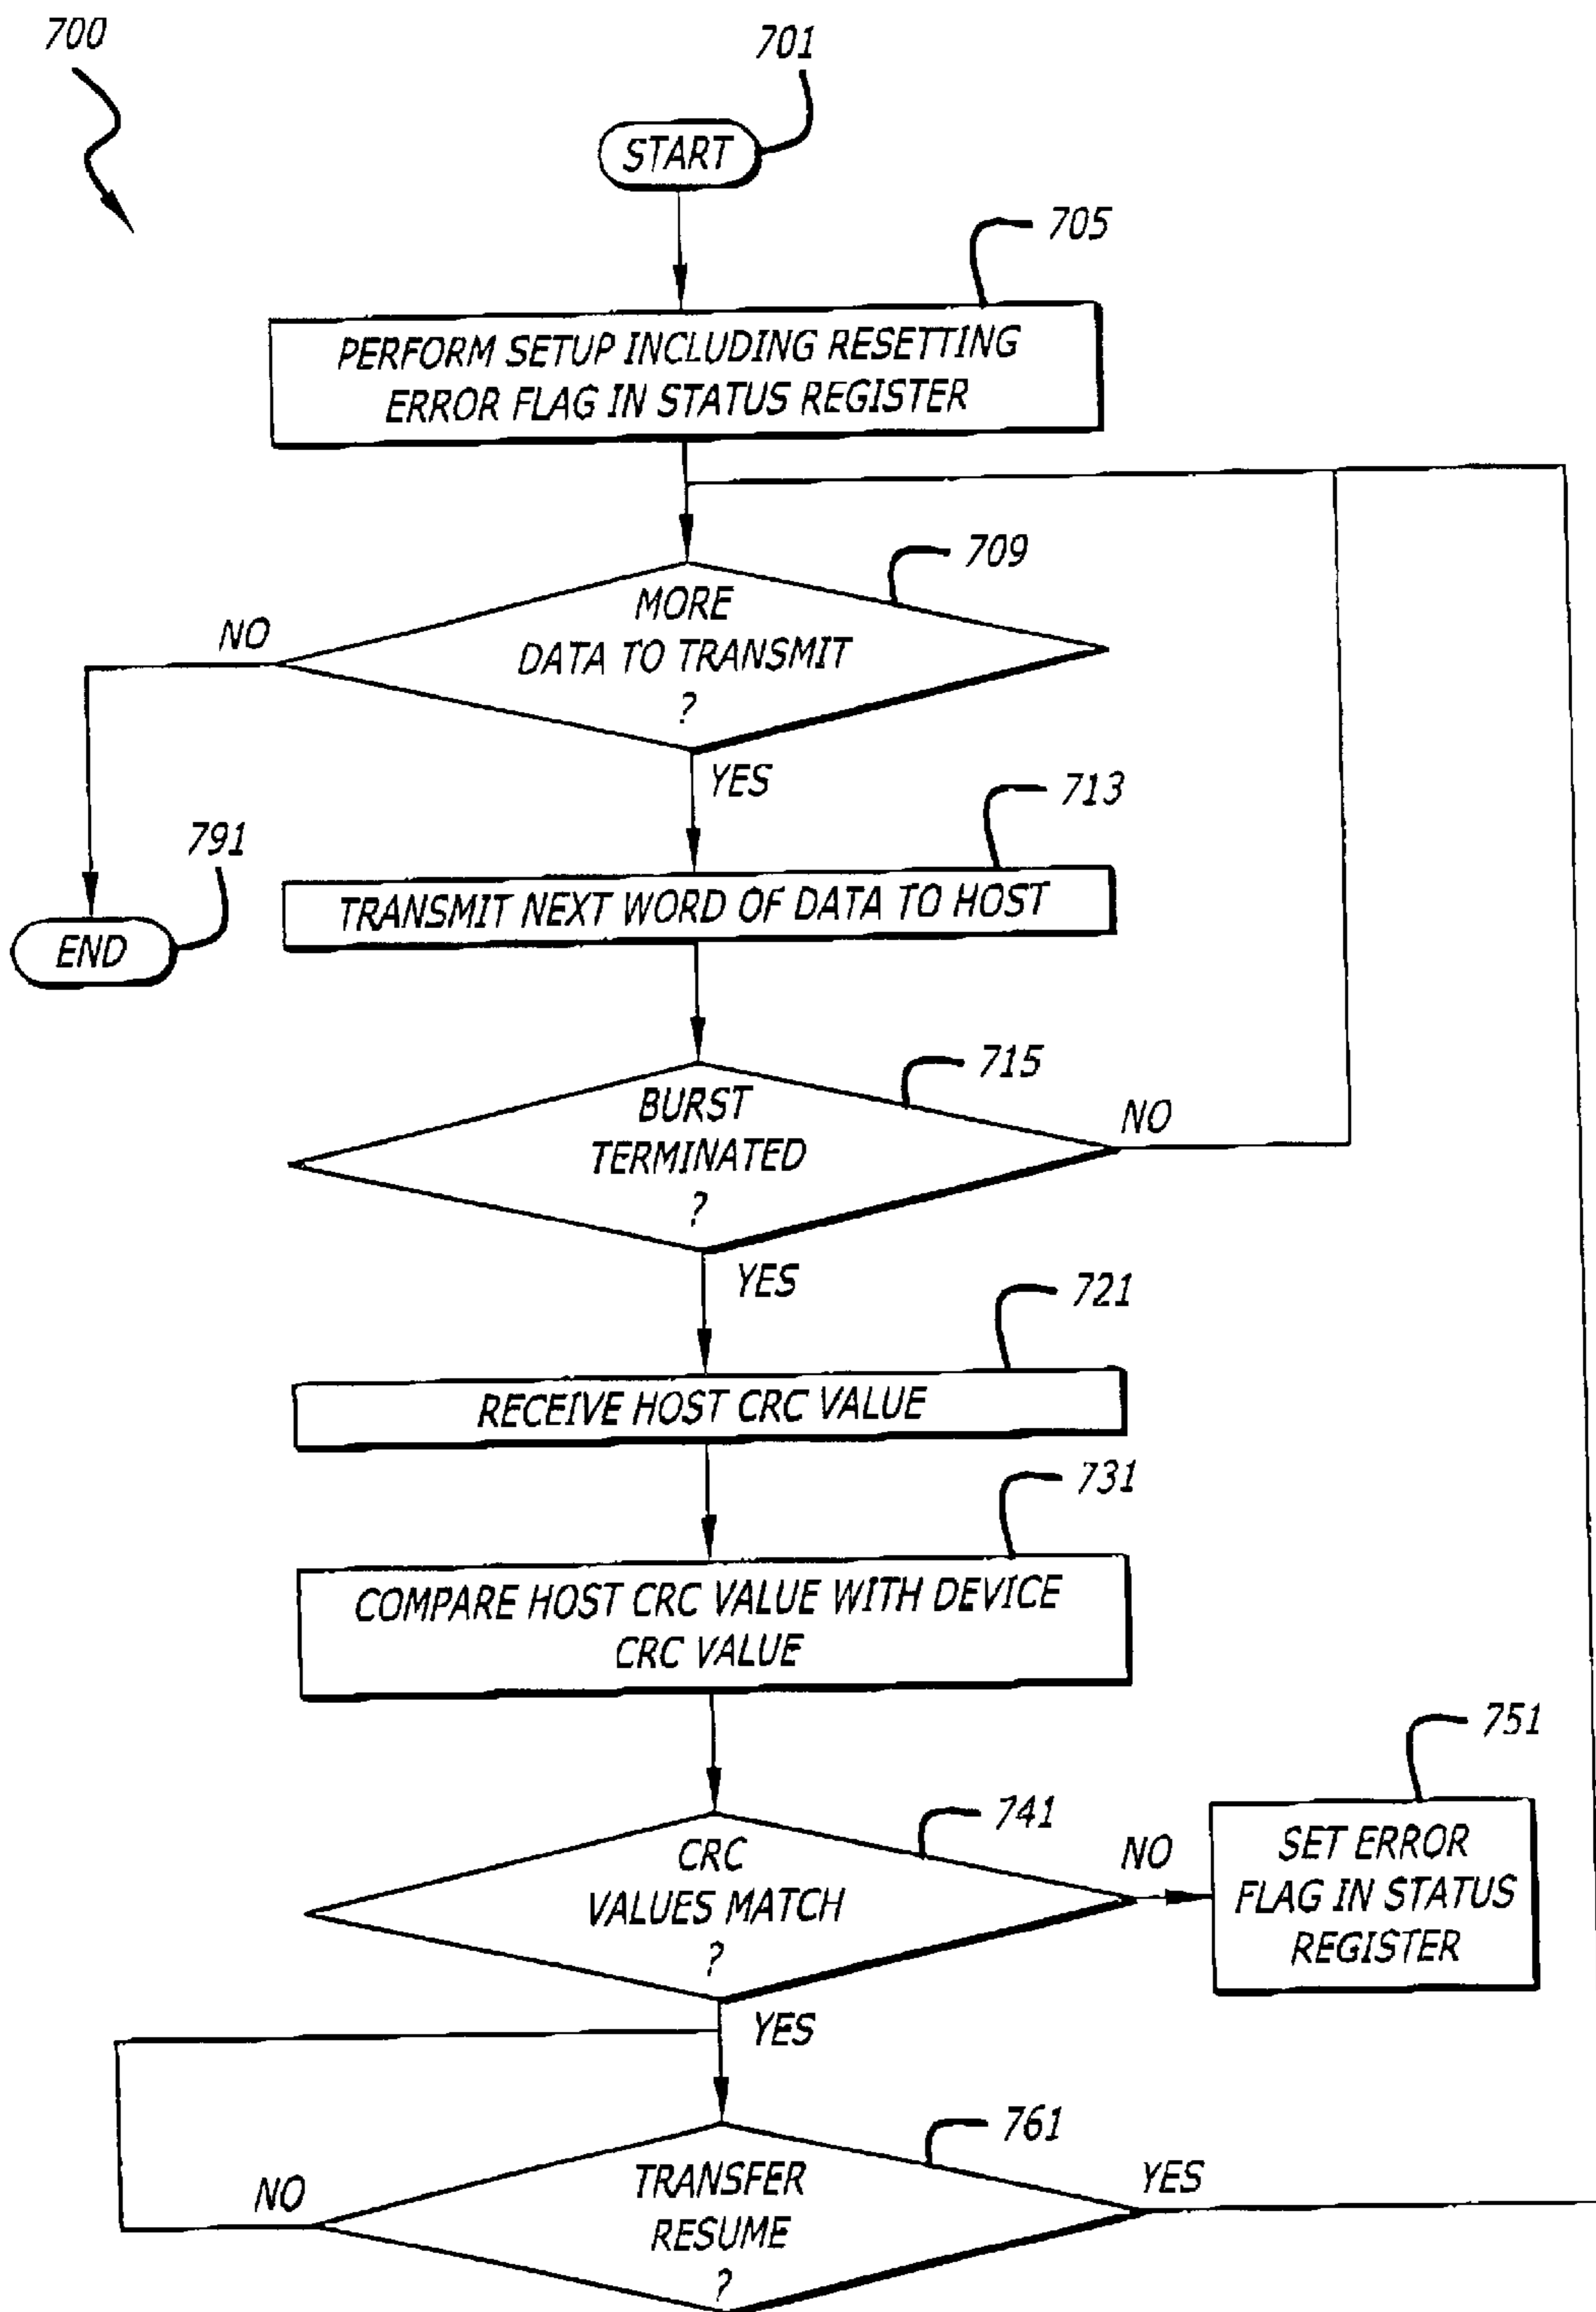 700
701
START
705
PERFORM SETUP INCLUDING RESETTING
ERROR FLAG IN STATUS REGISTER
709
MORE
DATA TO TRANSMIT
?
NO
YES
713
TRANSMIT NEXT WORD OF DATA TO HOST
791
END
715
BURST
TERMINATED
?
NO
YES
721
RECEIVE HOST CRC VALUE
731
COMPARE HOST CRC VALUE WITH DEVICE
CRC VALUE
741
CRC
VALUES MATCH
?
NO
751
SET ERROR
FLAG IN STATUS
REGISTER
YES
761
TRANSFER
RESUME
?
NO
YES